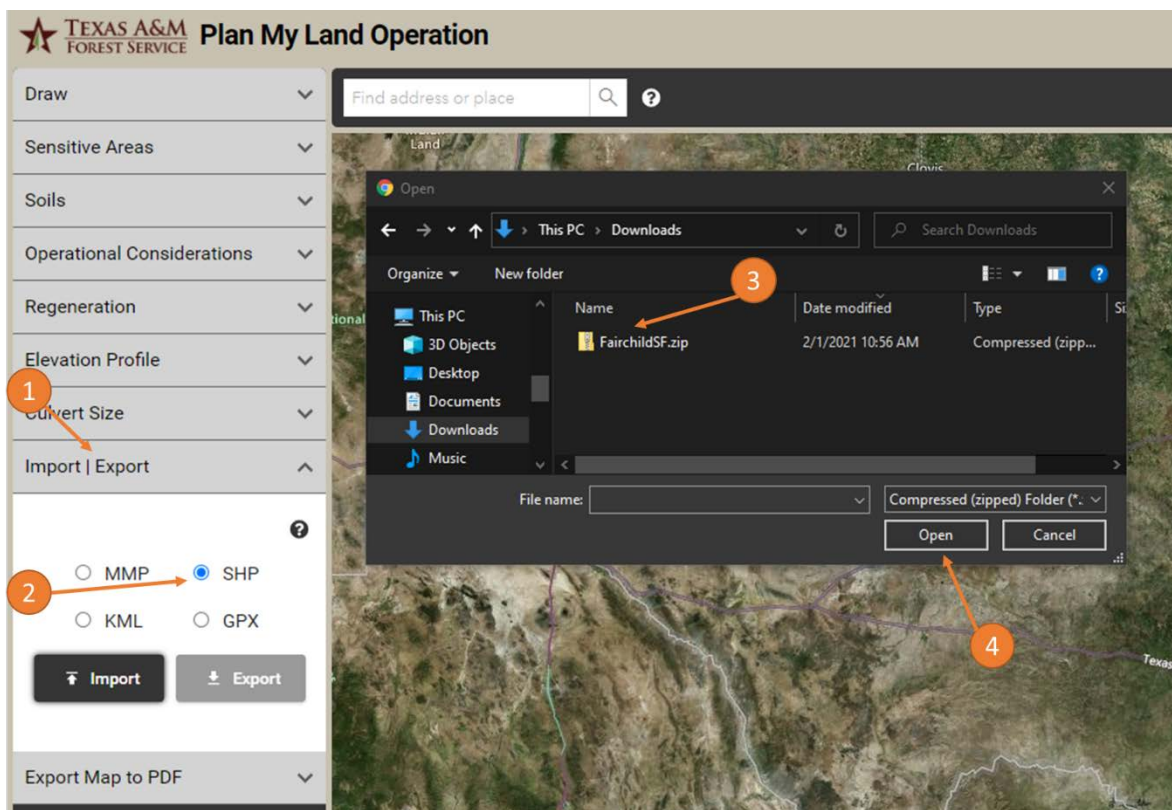 TEXAS A&M
FOREST SERVICE
Plan My Land Operation
Draw
Sensitive Areas
Soils
Operational Considerations
Regeneration
Elevation Profile
1
Culvert Size
Import | Export
MMP
SHP
2
KML
GPX
Import
Export
Export Map to PDF
Find address or place
?
Land
Clovis
Open
This PC > Downloads
Search Downloads
Organize
New folder
3
?
This PC
3D Objects
Desktop
Documents
Downloads
Music
Name
Date modified
Type
Si
FairchildSF.zip
2/1/2021 10:56 AM
Compressed (zipp...
File name:
Compressed (zipped) Folder (*.
Open
Cancel
4
tional
Texas